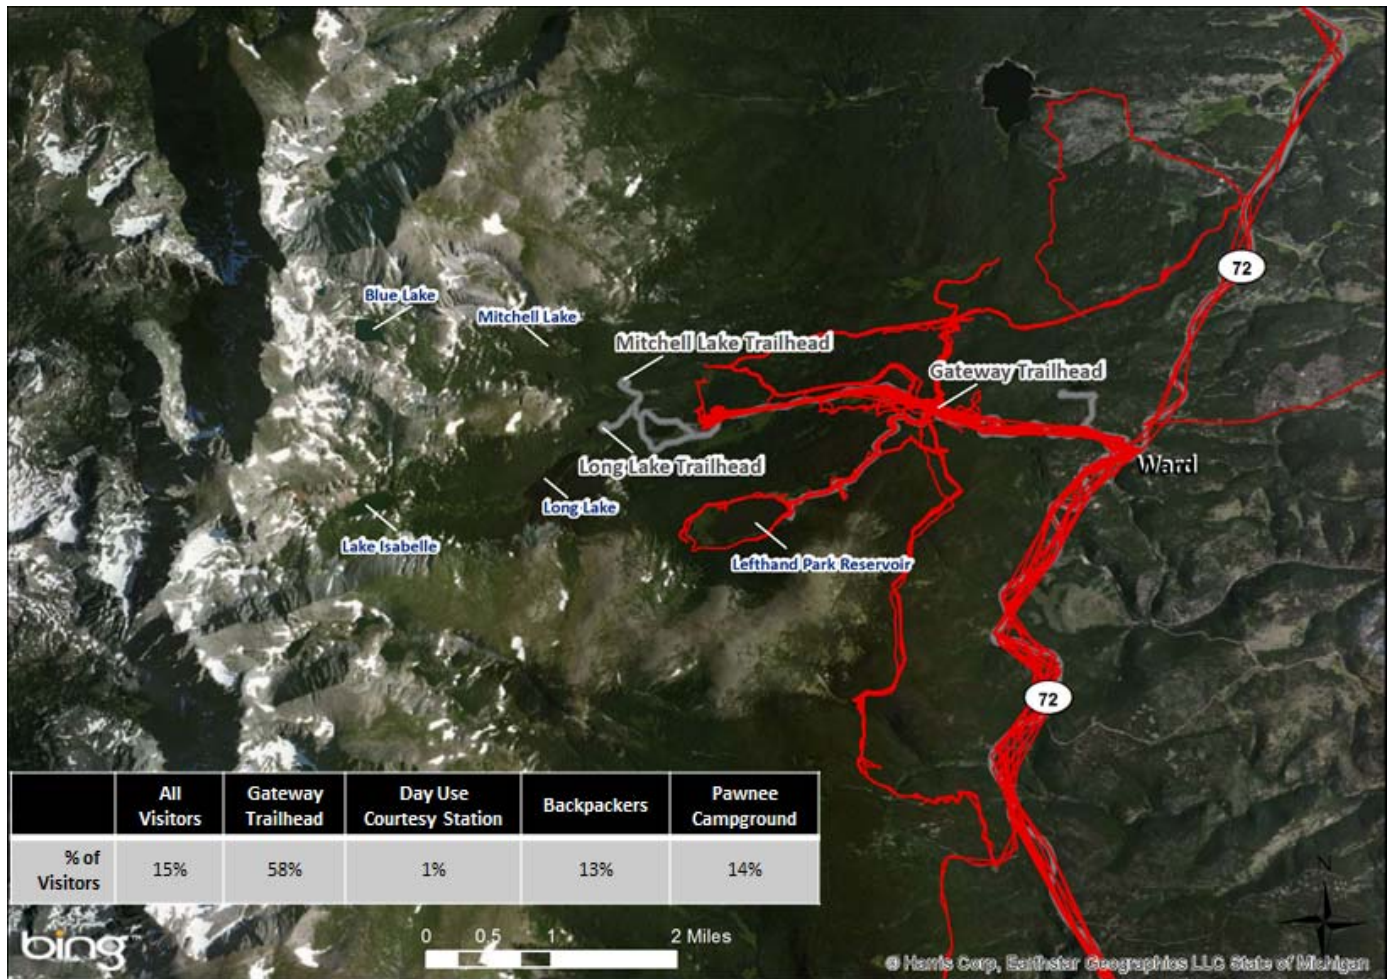 72
Blue Lake
Mitchell Lake
Mitchell Lake Trailhead
Gateway Trailhead
Long Lake Trailhead
Ward
Long Lake
Lake Isabelle
Lefthand Park Reservoir
72
All Visitors
Gateway Trailhead
Day Use Courtesy Station
Backpackers
Pawnee Campground
% of Visitors
15%
58%
1%
13%
14%
N
bing
0 0.5 1 2 Miles
© Harris Corp, Earthstar Geographics LLC State of Michigan